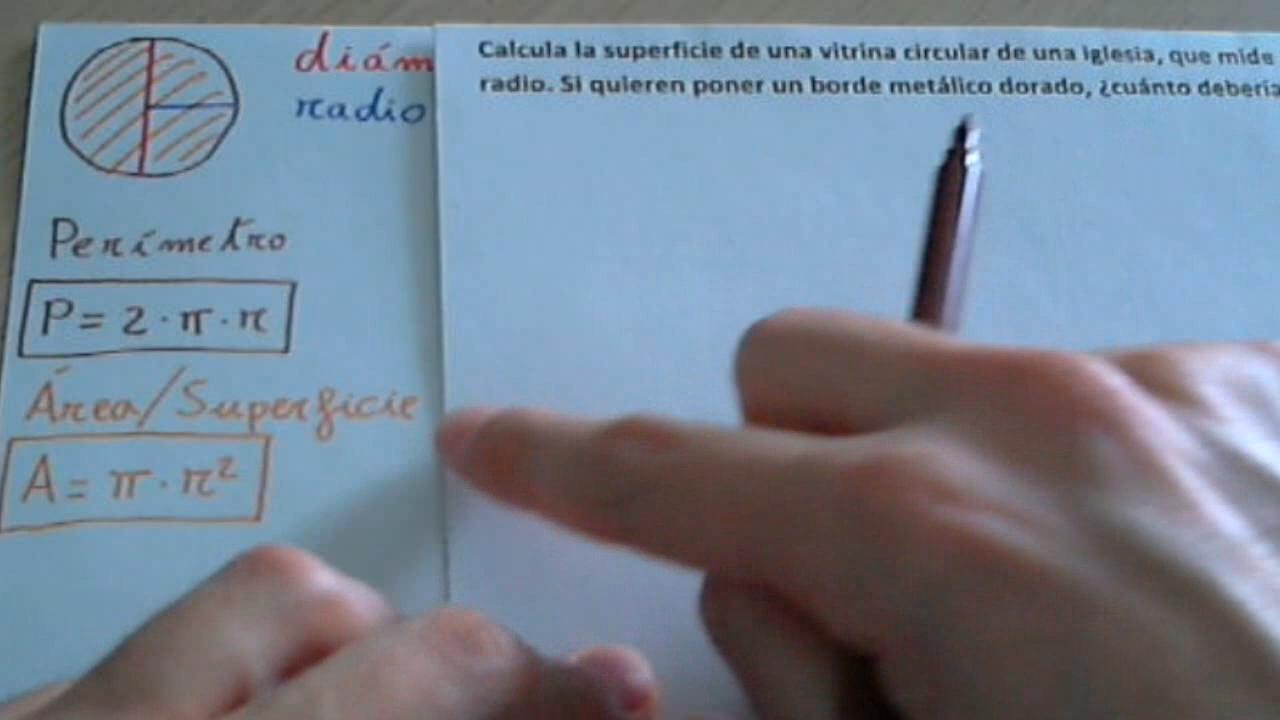 diám
radio
Perímetro
P = 2 · π · r
Área/Superficie
A = π · r²
Calcula la superficie de una vitrina circular de una iglesia, que mide
radio. Si quieren poner un borde metálico dorado, ¿cuánto debería